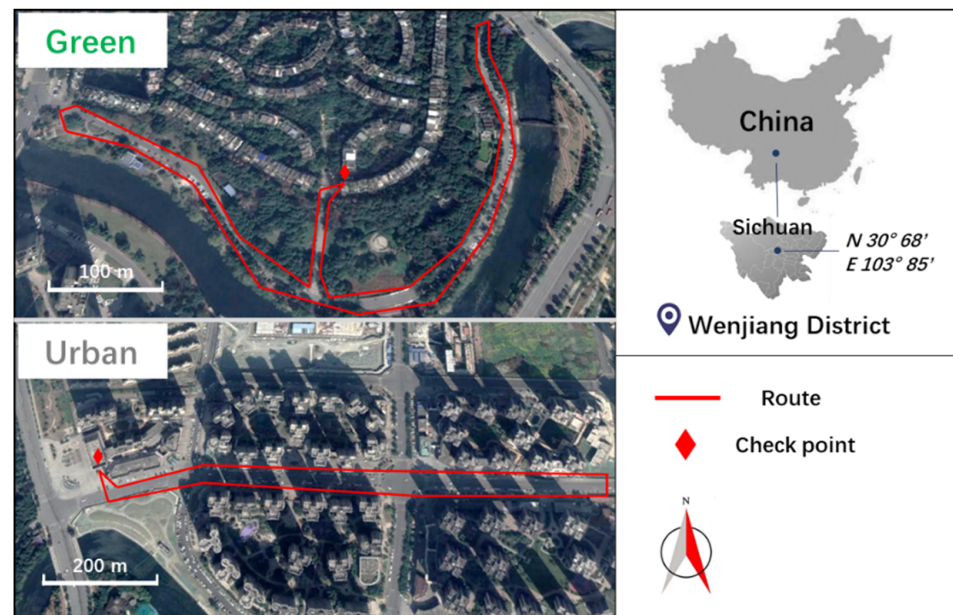 Green
100 m
Urban
200 m
China
Sichuan
N 30° 68'
E 103° 85'
Wenjiang District
Route
Check point
N